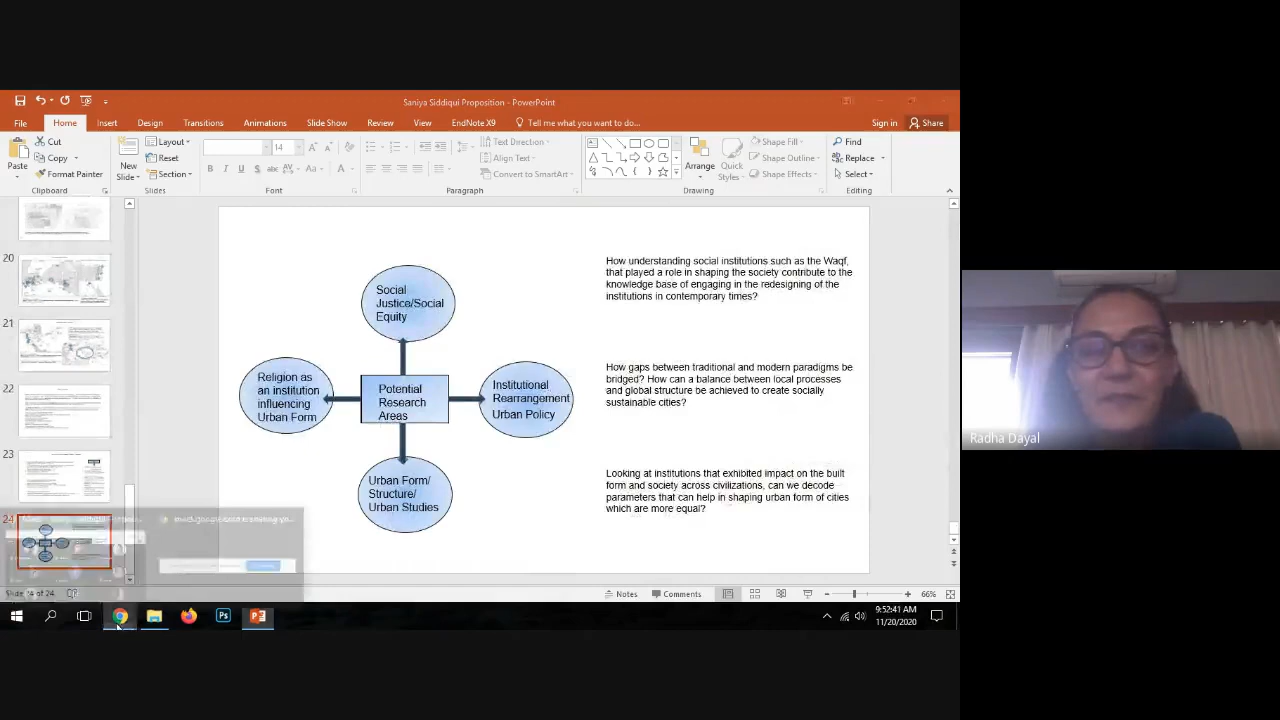 Saniya Siddiqui Proposition - PowerPoint
File Home Insert Design Transitions Animations Slide Show Review View EndNote X9 Tell me what you want to do... Sign in Share
Cut
Copy
Format Painter
Paste
Clipboard
New
Slide
Layout
Reset
Section
Slides
14
B I U S abc AV Aa A
Font
Text Direction
Align Text
Convert to SmartArt
Paragraph
Arrange
Quick
Styles
Shape Fill
Shape Outline
Shape Effects
Drawing
Find
Replace
Select
Editing
20
21
22
23
24
Social
Justice/Social
Equity
Religion as
an institution
influencing
Urban Form
Potential
Research
Areas
Institutional
Rearrangement
Urban Policy
Urban Form/
Structure/
Urban Studies
How understanding social institutions such as the Waqf,
that played a role in shaping the society contribute to the
knowledge base of engaging in the redesigning of the
institutions in contemporary times?
How gaps between traditional and modern paradigms be
bridged? How can a balance between local processes
and global structure be achieved to create socially
sustainable cities?
Looking at institutions that exhibited impact on the built
form and society across civilizations, can we decode
parameters that can help in shaping urban form of cities
which are more equal?
Radha Dayal
Slide 24 of 24
Notes
Comments
66%
Ps
9:52:41 AM
11/20/2020